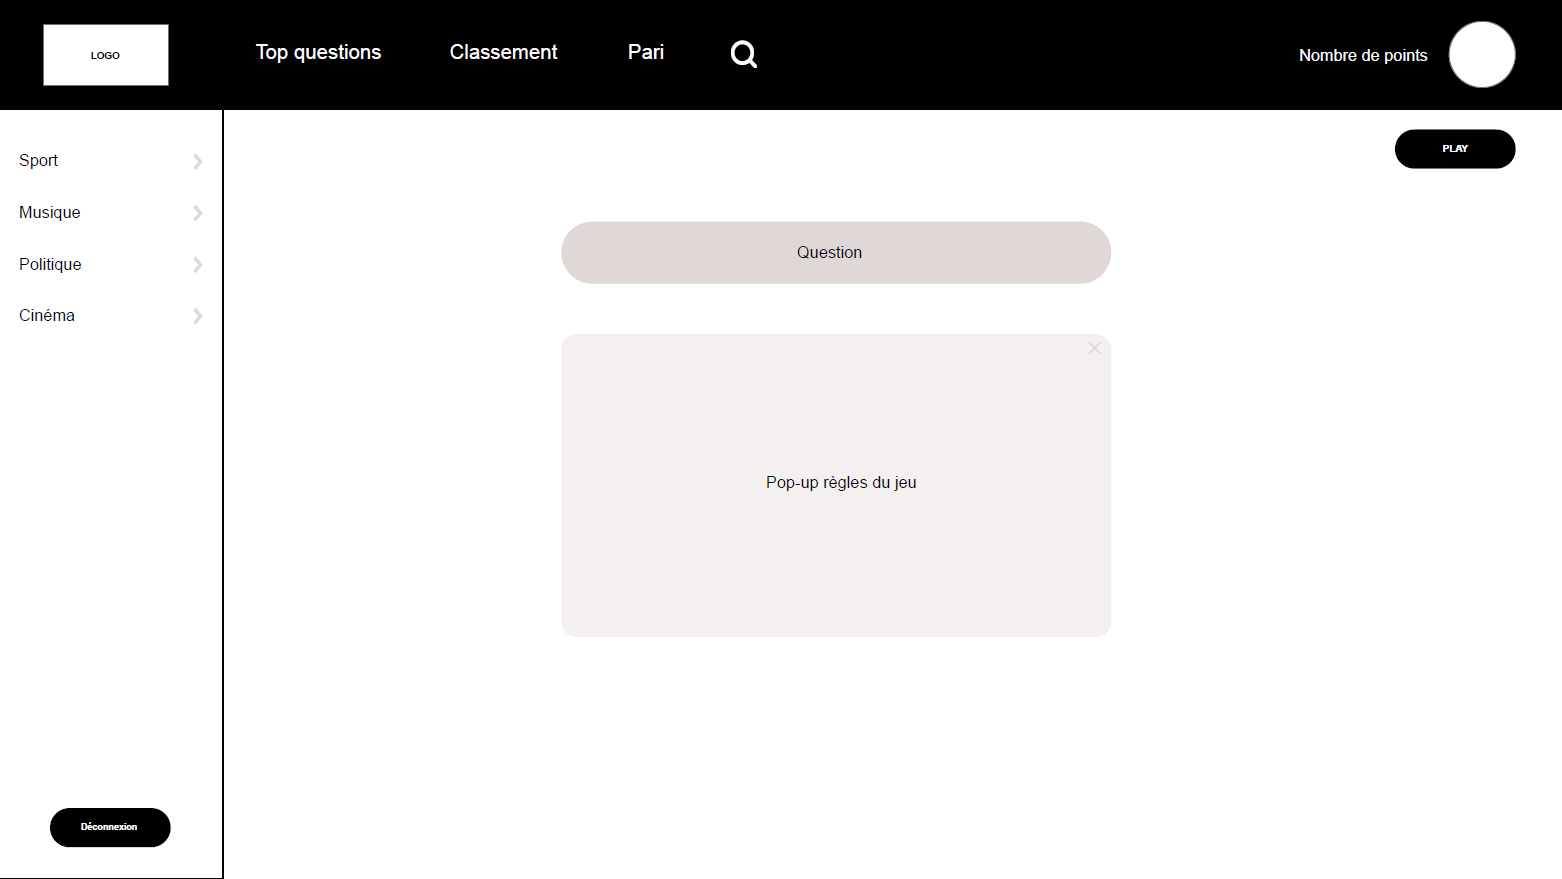 LOGO
Top questions
Classement
Pari
Nombre de points
PLAY
Sport
Musique
Politique
Cinéma
Question
Pop-up règles du jeu
Déconnexion